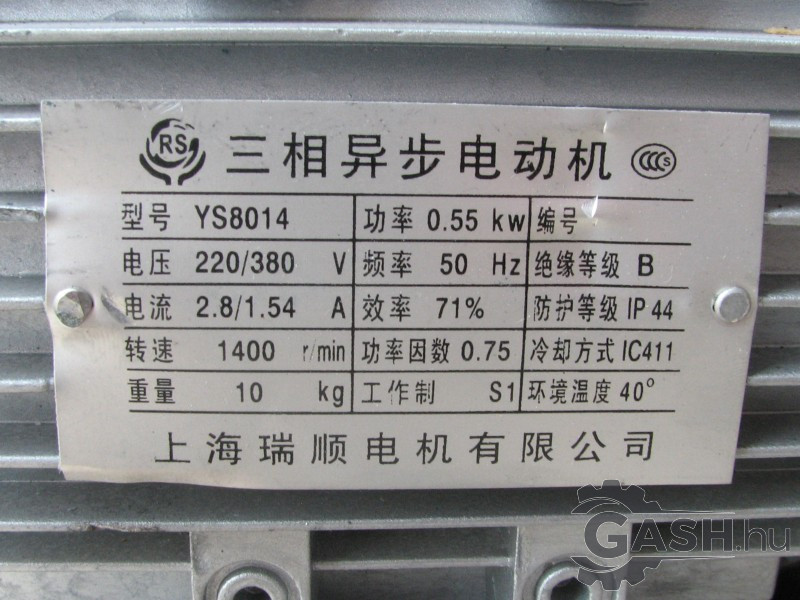 RS 三相异步电动机 CCC S
型号 YS8014 功率 0.55 kw 编号
电压 220/380 V 频率 50 Hz 绝缘等级 B
电流 2.8/1.54 A 效率 71% 防护等级 IP 44
转速 1400 r/min 功率因数 0.75 冷却方式 IC411
重量 10 kg 工作制 S1 环境温度 40°
上海瑞顺电机有限公司
GASH.hu